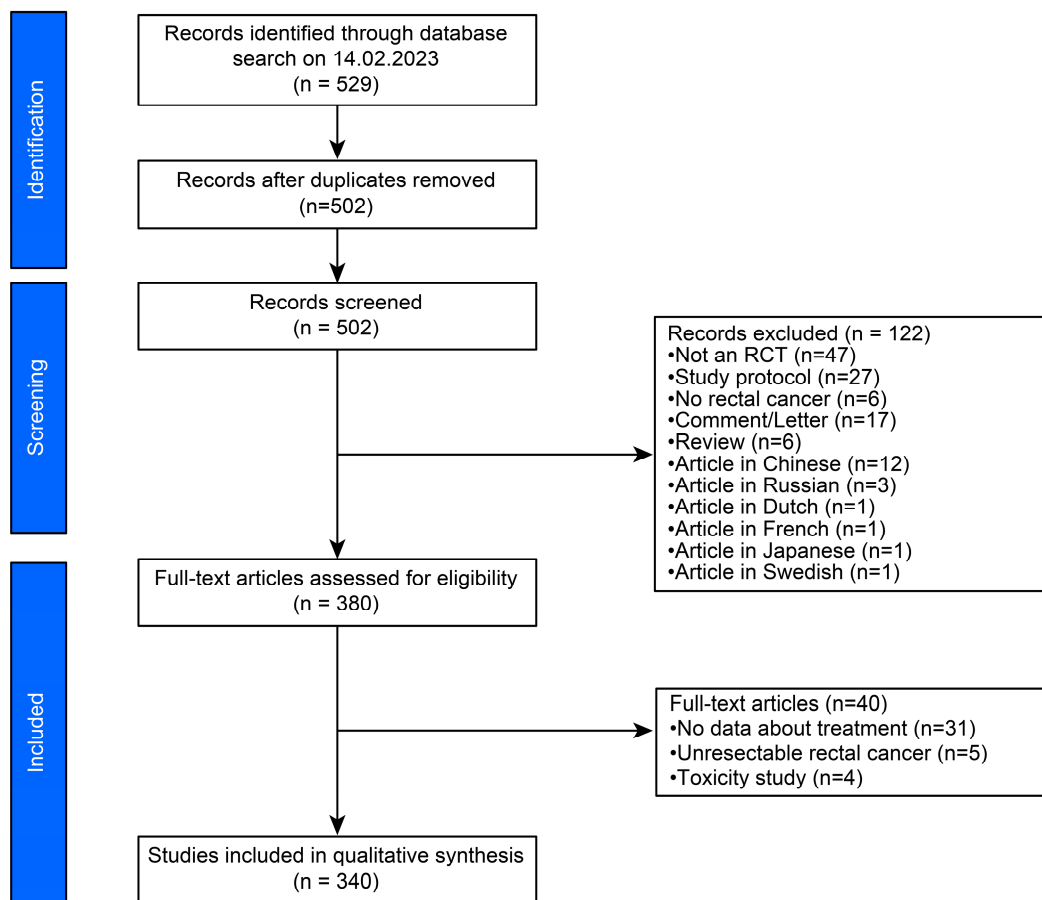 Identification
Records identified through database
search on 14.02.2023
(n = 529)
Records after duplicates removed
(n=502)
Screening
Records screened
(n = 502)
Records excluded (n = 122)
•Not an RCT (n=47)
•Study protocol (n=27)
•No rectal cancer (n=6)
•Comment/Letter (n=17)
•Review (n=6)
•Article in Chinese (n=12)
•Article in Russian (n=3)
•Article in Dutch (n=1)
•Article in French (n=1)
•Article in Japanese (n=1)
•Article in Swedish (n=1)
Included
Full-text articles assessed for eligibility
(n = 380)
Full-text articles (n=40)
•No data about treatment (n=31)
•Unresectable rectal cancer (n=5)
•Toxicity study (n=4)
Studies included in qualitative synthesis
(n = 340)